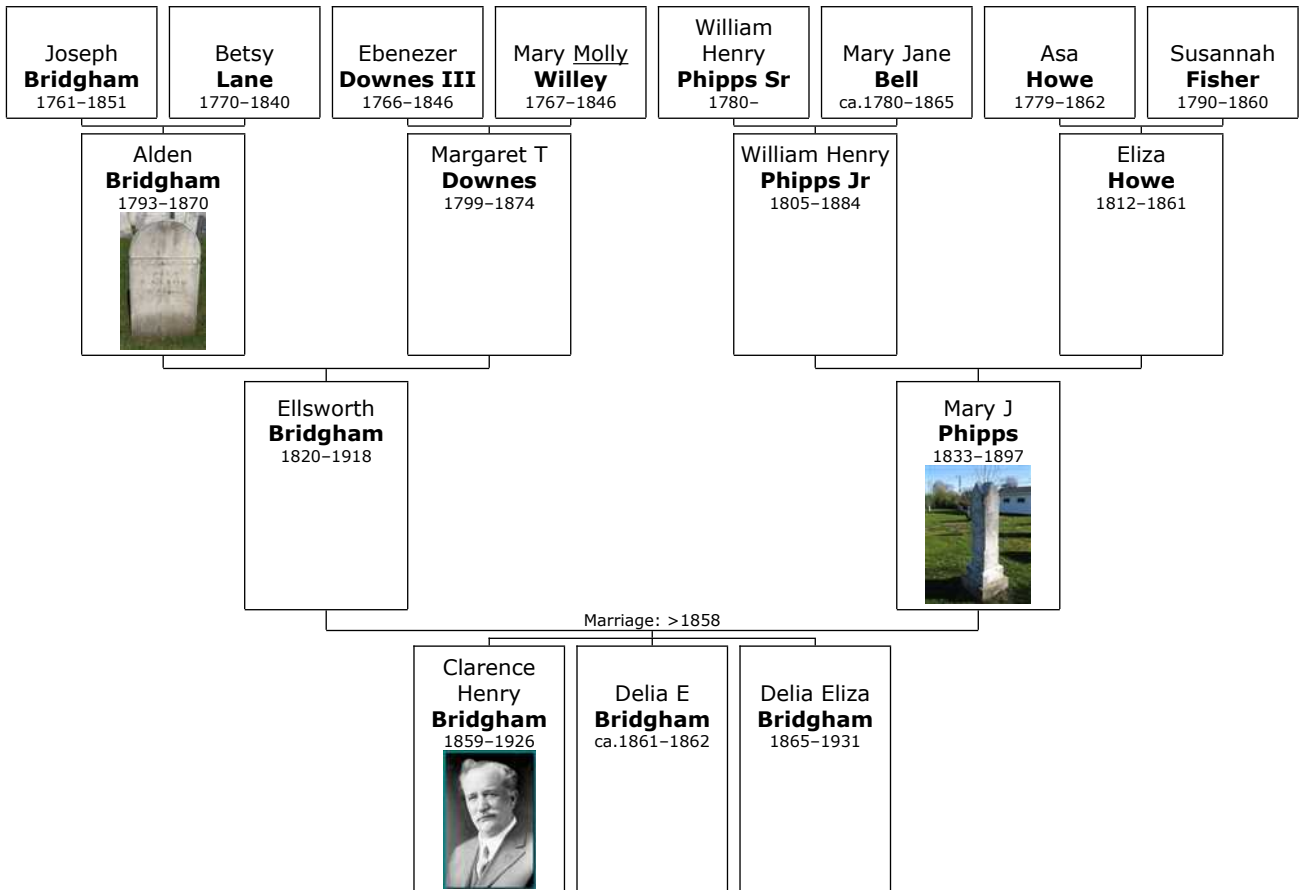 Joseph
Bridgham
1761–1851
Betsy
Lane
1770–1840
Ebenezer
Downes III
1766–1846
Mary Molly
Willey
1767–1846
William
Henry
Phipps Sr
1780–
Mary Jane
Bell
ca.1780–1865
Asa
Howe
1779–1862
Susannah
Fisher
1790–1860
Alden
Bridgham
1793–1870
Margaret T
Downes
1799–1874
William Henry
Phipps Jr
1805–1884
Eliza
Howe
1812–1861
Ellsworth
Bridgham
1820–1918
Mary J
Phipps
1833–1897
Marriage: >1858
Clarence
Henry
Bridgham
1859–1926
Delia E
Bridgham
ca.1861–1862
Delia Eliza
Bridgham
1865–1931